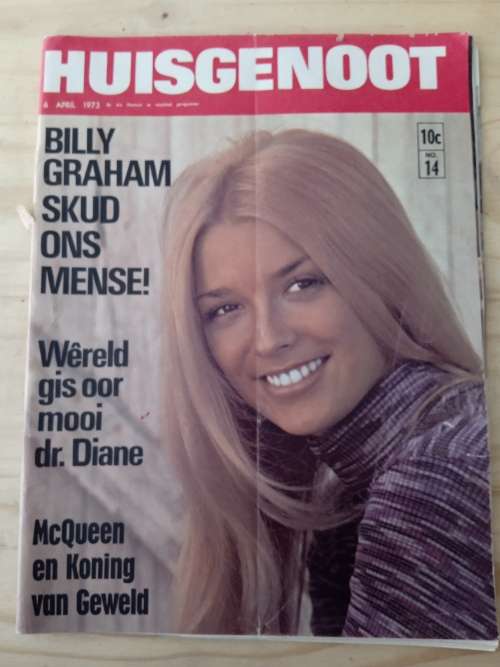 HUISGENOOT
6 APRIL 1973
10c
NO.
14
BILLY
GRAHAM
SKUD
ONS
MENSE!
Wêreld
gis oor
mooi
dr. Diane
McQueen
en Koning
van Geweld